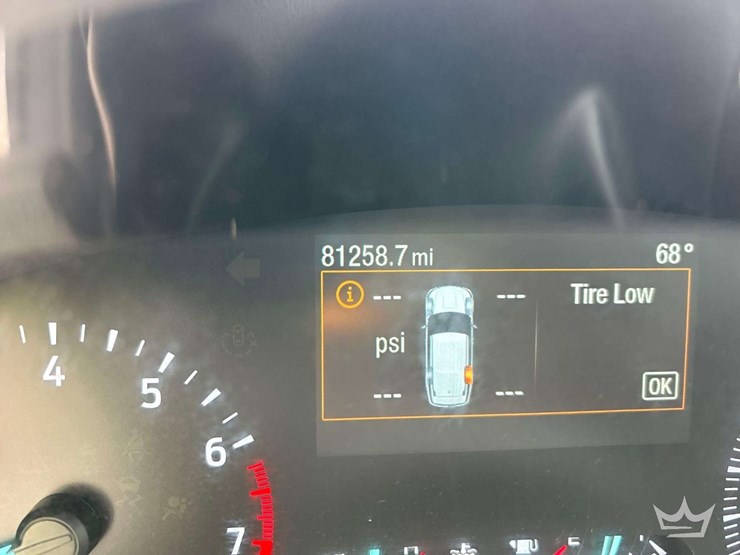 81258.7 mi 68°
i --- --- Tire Low
psi
--- --- OK
4
5
6
7